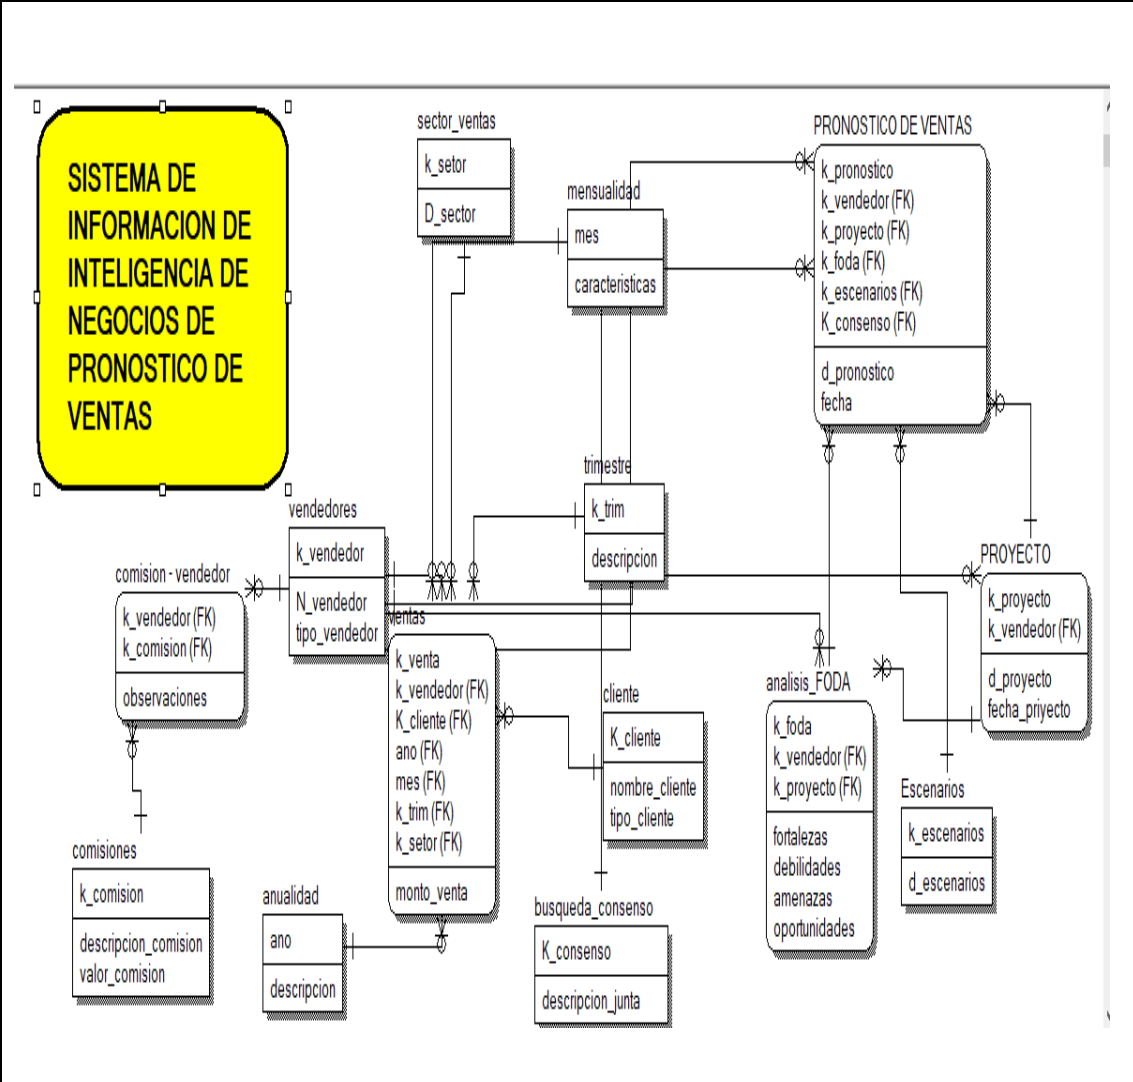 SISTEMA DE
INFORMACION DE
INTELIGENCIA DE
NEGOCIOS DE
PRONOSTICO DE
VENTAS
sector_ventas
k_setor
D_sector
mensualidad
mes
caracteristicas
PRONOSTICO DE VENTAS
k_pronostico
k_vendedor (FK)
k_proyecto (FK)
k_foda (FK)
k_escenarios (FK)
K_consenso (FK)
d_pronostico
fecha
trimestre
k_trim
descripcion
vendedores
k_vendedor
N_vendedor
tipo_vendedor
comision - vendedor
k_vendedor (FK)
k_comision (FK)
observaciones
PROYECTO
k_proyecto
k_vendedor (FK)
d_proyecto
fecha_priyecto
ventas
k_venta
k_vendedor (FK)
K_cliente (FK)
ano (FK)
mes (FK)
k_trim (FK)
k_setor (FK)
monto_venta
cliente
K_cliente
nombre_cliente
tipo_cliente
analisis_FODA
k_foda
k_vendedor (FK)
k_proyecto (FK)
fortalezas
debilidades
amenazas
oportunidades
Escenarios
k_escenarios
d_escenarios
comisiones
k_comision
descripcion_comision
valor_comision
anualidad
ano
descripcion
busqueda_consenso
K_consenso
descripcion_junta